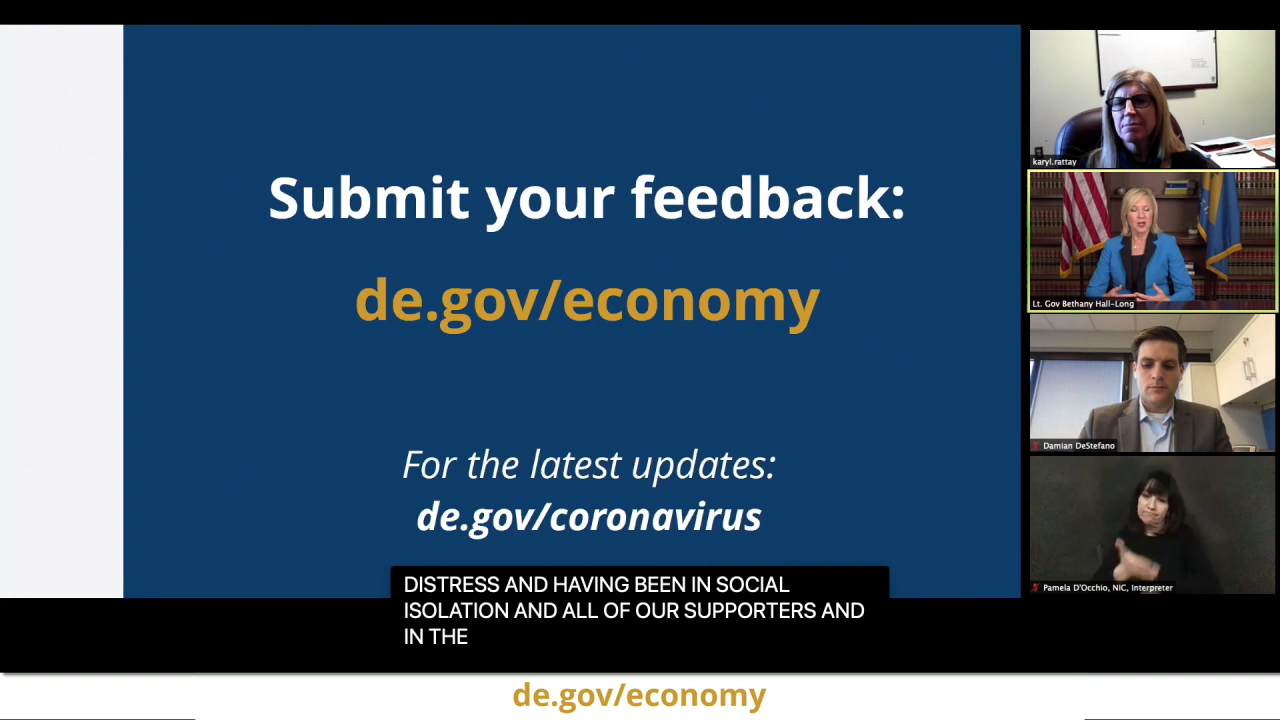 Submit your feedback:
de.gov/economy
For the latest updates:
de.gov/coronavirus
DISTRESS AND HAVING BEEN IN SOCIAL
ISOLATION AND ALL OF OUR SUPPORTERS AND
IN THE
de.gov/economy
karyl.rattay
Lt. Gov Bethany Hall-Long
Damian DeStefano
Pamela D'Occhio, NIC, Interpreter